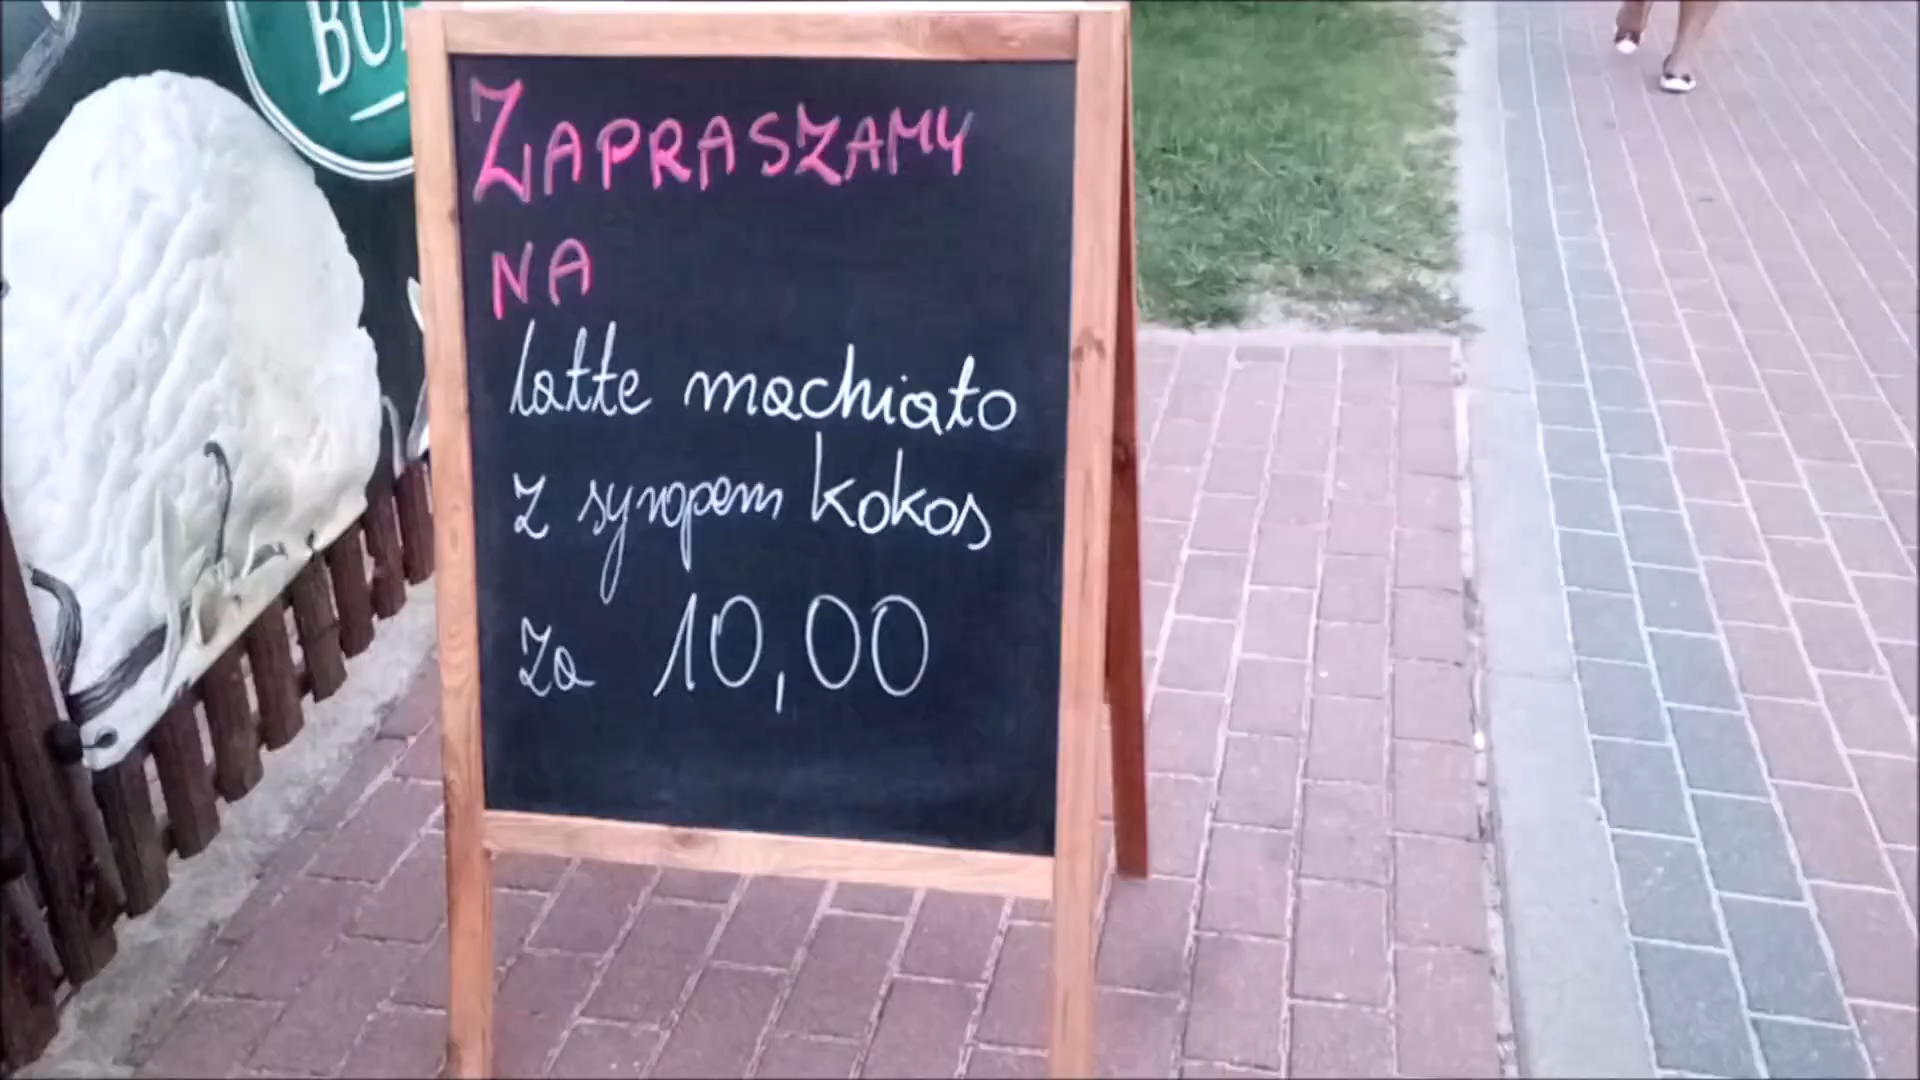 ZAPRASZAMY
NA
latte machiato
z syropem kokos
za 10,00